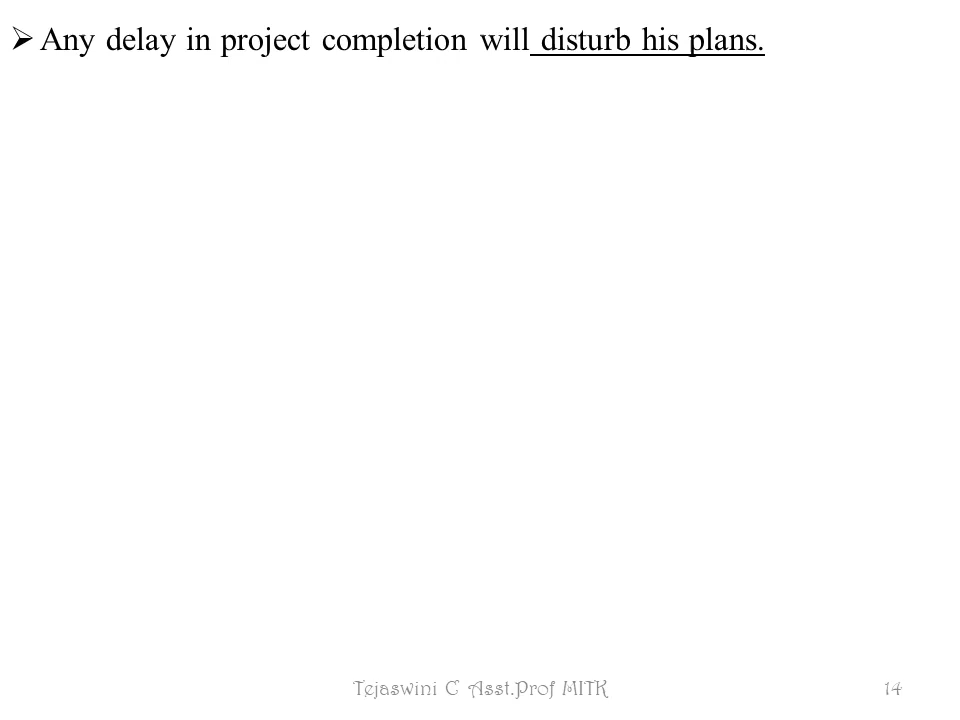 ➢ Any delay in project completion will disturb his plans.
Tejaswini C Asst.Prof MITK 14